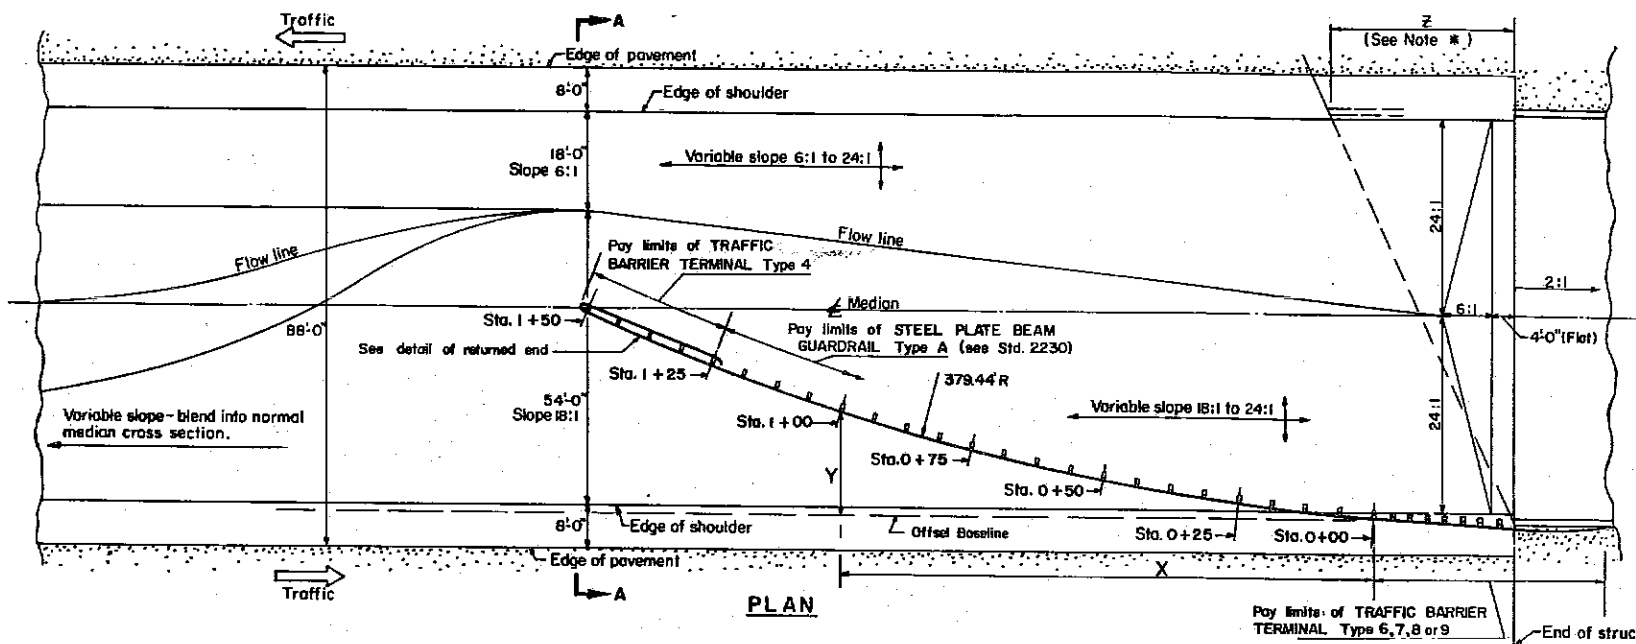 Traffic
A
Z
(See Note *)
Edge of pavement
8'-0"
Edge of shoulder
18'-0"
Slope 6:1
Variable slope 6:1 to 24:1
24:1
Flow line
Flow line
Pay limits of TRAFFIC
BARRIER TERMINAL Type 4
2:1
℄ Median
6:1
4'-0" (Flat)
Sta. 1 + 50
88'-0"
Pay limits of STEEL PLATE BEAM
GUARDRAIL Type A (see Std. 2230)
See detail of returned end
Sta. 1 + 25
379.44' R
54'-0"
Slope 18:1
Variable slope 18:1 to 24:1
24:1
Variable slope - blend into normal
median cross section.
Sta. 1 + 00
Sta. 0 + 75
Y
Sta. 0 + 50
8'-0"
Edge of shoulder
Offset Baseline
Sta. 0 + 25
Sta. 0 + 00
Edge of pavement
X
Traffic
A
PLAN
Pay limits of TRAFFIC BARRIER
TERMINAL Type 6, 7, 8 or 9
End of struc